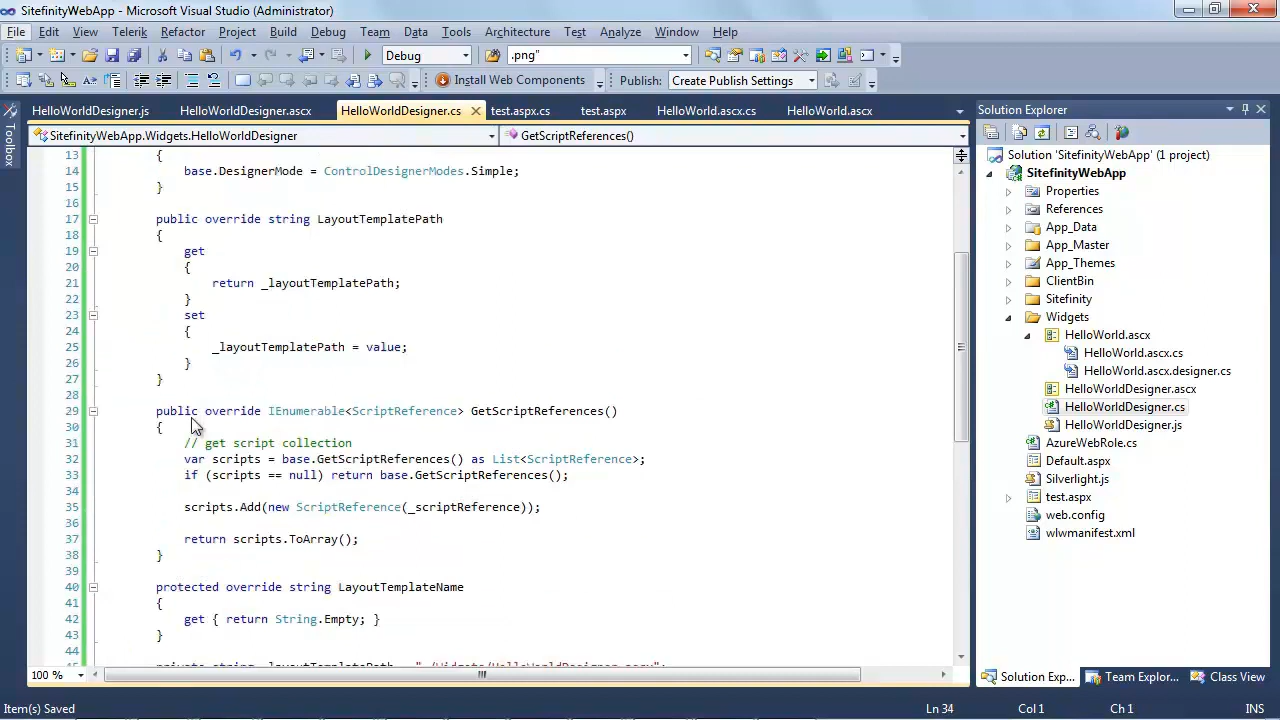 SitefinityWebApp - Microsoft Visual Studio (Administrator)
File Edit View Telerik Refactor Project Build Debug Team Data Tools Architecture Test Analyze Window Help
Debug .png"
Install Web Components Publish: Create Publish Settings
HelloWorldDesigner.js HelloWorldDesigner.ascx HelloWorldDesigner.cs test.aspx.cs test.aspx HelloWorld.ascx.cs HelloWorld.ascx
SitefinityWebApp.Widgets.HelloWorldDesigner GetScriptReferences()
Toolbox
13 {
14 base.DesignerMode = ControlDesignerModes.Simple;
15 }
16
17 public override string LayoutTemplatePath
18 {
19 get
20 {
21 return _layoutTemplatePath;
22 }
23 set
24 {
25 _layoutTemplatePath = value;
26 }
27 }
28
29 public override IEnumerable<ScriptReference> GetScriptReferences()
30 {
31 // get script collection
32 var scripts = base.GetScriptReferences() as List<ScriptReference>;
33 if (scripts == null) return base.GetScriptReferences();
34
35 scripts.Add(new ScriptReference(_scriptReference));
36
37 return scripts.ToArray();
38 }
39
40 protected override string LayoutTemplateName
41 {
42 get { return String.Empty; }
43 }
44
100 %
Solution Explorer
Solution 'SitefinityWebApp' (1 project)
SitefinityWebApp
Properties
References
App_Data
App_Master
App_Themes
ClientBin
Sitefinity
Widgets
HelloWorld.ascx
HelloWorld.ascx.cs
HelloWorld.ascx.designer.cs
HelloWorldDesigner.ascx
HelloWorldDesigner.cs
HelloWorldDesigner.js
AzureWebRole.cs
Default.aspx
Silverlight.js
test.aspx
web.config
wlwmanifest.xml
Solution Exp... Team Explor... Class View
Item(s) Saved Ln 34 Col 1 Ch 1 INS